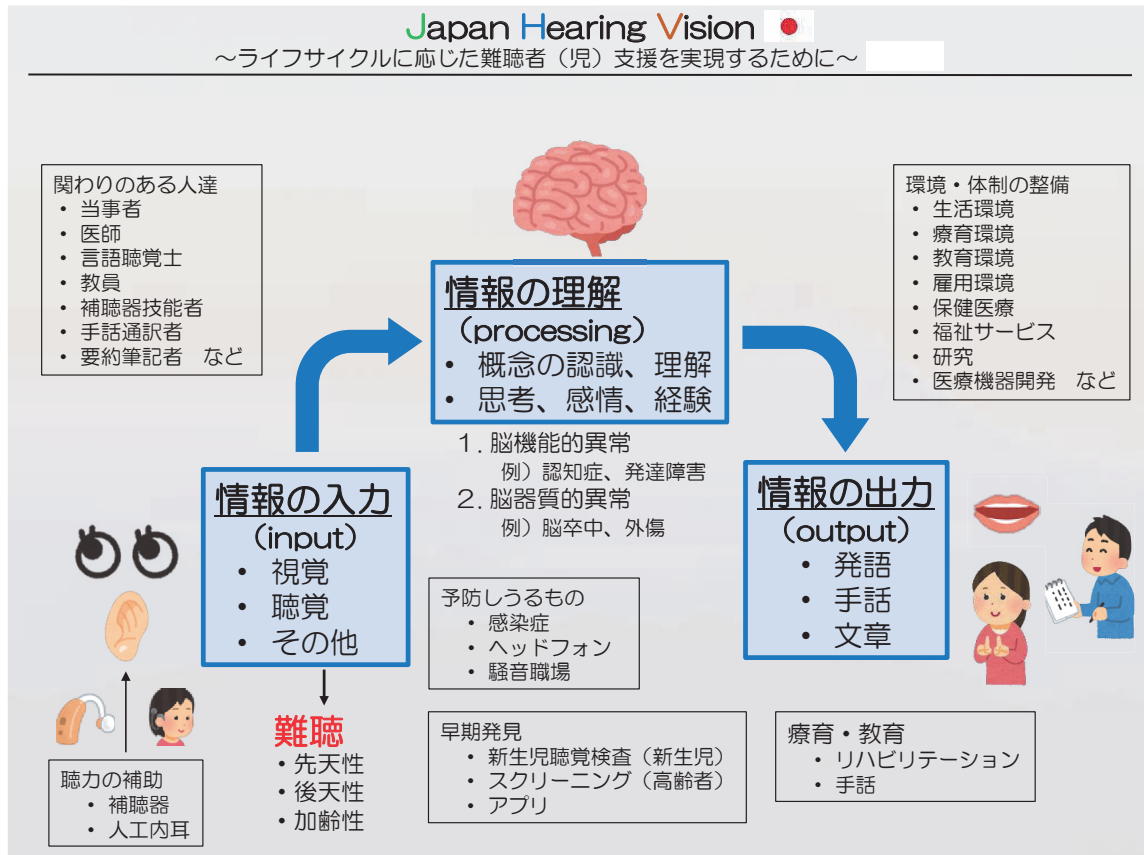 Japan Hearing Vision
～ライフサイクルに応じた難聴者（児）支援を実現するために～
関わりのある人達
・ 当事者
・ 医師
・ 言語聴覚士
・ 教員
・ 補聴器技能者
・ 手話通訳者
・ 要約筆記者　など
情報の理解
（processing）
・ 概念の認識、理解
・ 思考、感情、経験
1. 脳機能的異常
例）認知症、発達障害
2. 脳器質的異常
例）脳卒中、外傷
環境・体制の整備
・ 生活環境
・ 療育環境
・ 教育環境
・ 雇用環境
・ 保健医療
・ 福祉サービス
・ 研究
・ 医療機器開発　など
情報の入力
（input）
・ 視覚
・ 聴覚
・ その他
情報の出力
（output）
・ 発語
・ 手話
・ 文章
予防しうるもの
・ 感染症
・ ヘッドフォン
・ 騒音職場
難聴
・先天性
・後天性
・加齢性
聴力の補助
・ 補聴器
・ 人工内耳
早期発見
・ 新生児聴覚検査（新生児）
・ スクリーニング（高齢者）
・ アプリ
療育・教育
・ リハビリテーション
・ 手話